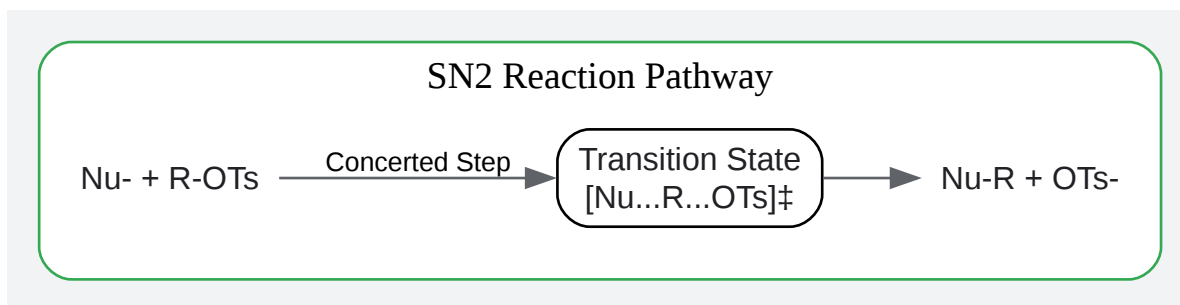 SN2 Reaction Pathway
Nu- + R-OTs
Concerted Step
Transition State
[Nu...R...OTs]‡
Nu-R + OTs-